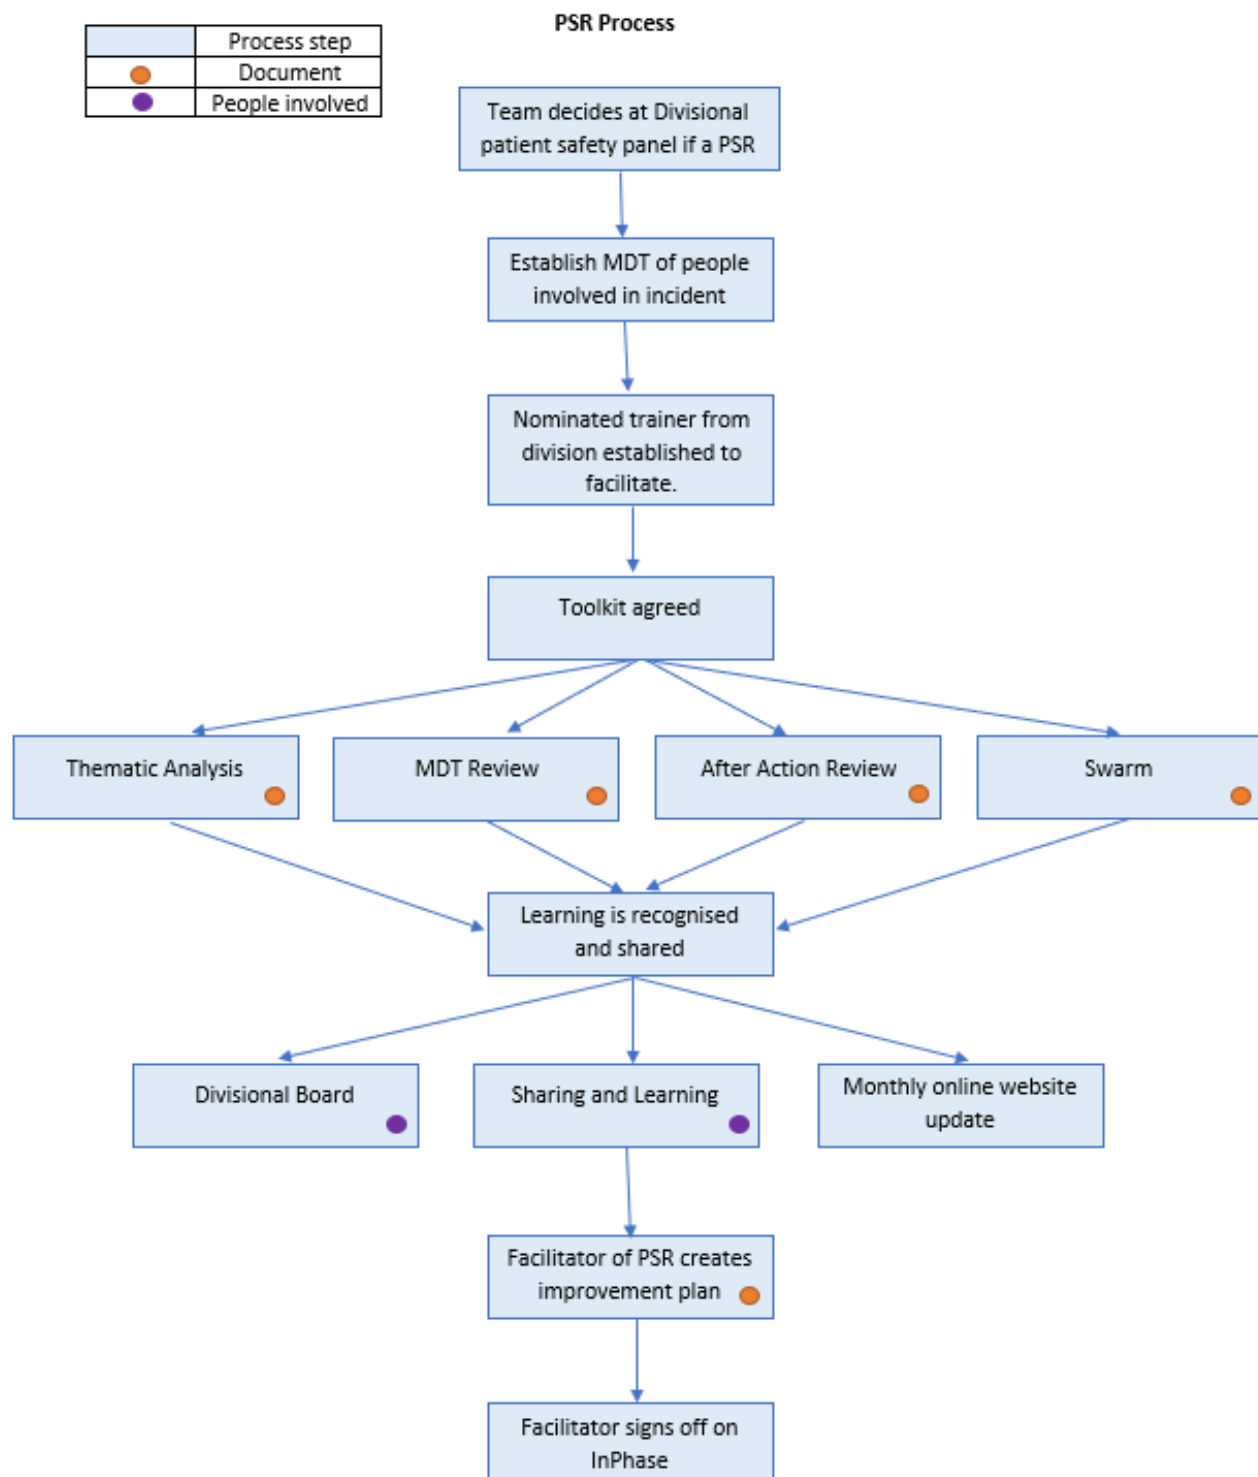 PSR Process
Process step
Document
People involved
Team decides at Divisional
patient safety panel if a PSR
Establish MDT of people
involved in incident
Nominated trainer from
division established to
facilitate.
Toolkit agreed
Thematic Analysis
MDT Review
After Action Review
Swarm
Learning is recognised
and shared
Divisional Board
Sharing and Learning
Monthly online website
update
Facilitator of PSR creates
improvement plan
Facilitator signs off on
InPhase